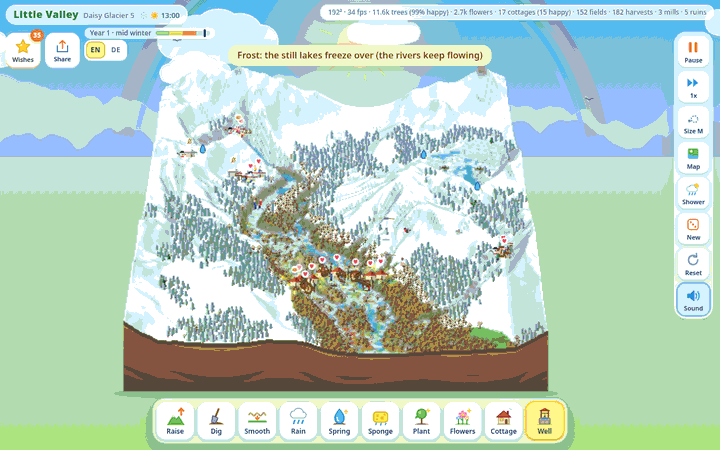 Little Valley Daisy Glacier 5 13:00
192² · 34 fps · 11.6k trees (99% happy) · 2.7k flowers · 17 cottages (15 happy) · 152 fields · 182 harvests · 3 mills · 5 ruins
Year 1 · mid winter
35
Wishes
Share
EN
DE
Frost: the still lakes freeze over (the rivers keep flowing)
Pause
1x
Size M
Map
Shower
New
Reset
Sound
Raise
Dig
Smooth
Rain
Spring
Sponge
Plant
Flowers
Cottage
Well